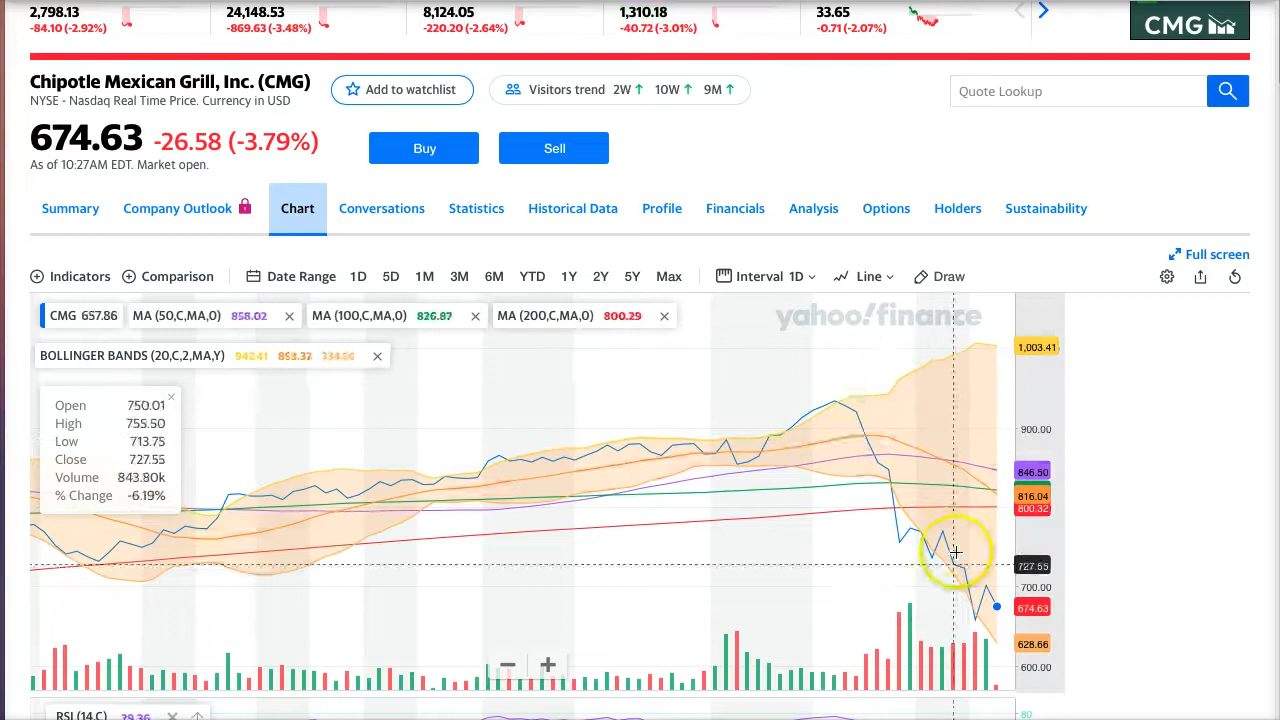 2,798.13 24,148.53 8,124.05 1,310.18 33.65
-84.10 (-2.92%) -869.63 (-3.48%) -220.20 (-2.64%) -40.72 (-3.01%) -0.71 (-2.07%)
CMG
Chipotle Mexican Grill, Inc. (CMG)
Add to watchlist Visitors trend 2W ↑ 10W ↑ 9M ↑ Quote Lookup
NYSE - Nasdaq Real Time Price. Currency in USD
674.63 -26.58 (-3.79%) Buy Sell
As of 10:27AM EDT. Market open.
Summary Company Outlook Chart Conversations Statistics Historical Data Profile Financials Analysis Options Holders Sustainability
Full screen
Indicators Comparison Date Range 1D 5D 1M 3M 6M YTD 1Y 2Y 5Y Max Interval 1D Line Draw
CMG 657.86 MA (50,C,MA,0) 858.02 MA (100,C,MA,0) 826.87 MA (200,C,MA,0) 800.29
yahoo!finance
BOLLINGER BANDS (20,C,2,MA,Y)
1,003.41
Open 750.01
High 755.50
Low 713.75
Close 727.55
Volume 843.80k
% Change -6.19%
900.00
846.50
816.04
800.32
727.55
700.00
674.63
628.66
600.00
RSI (14,C) 29.36
80